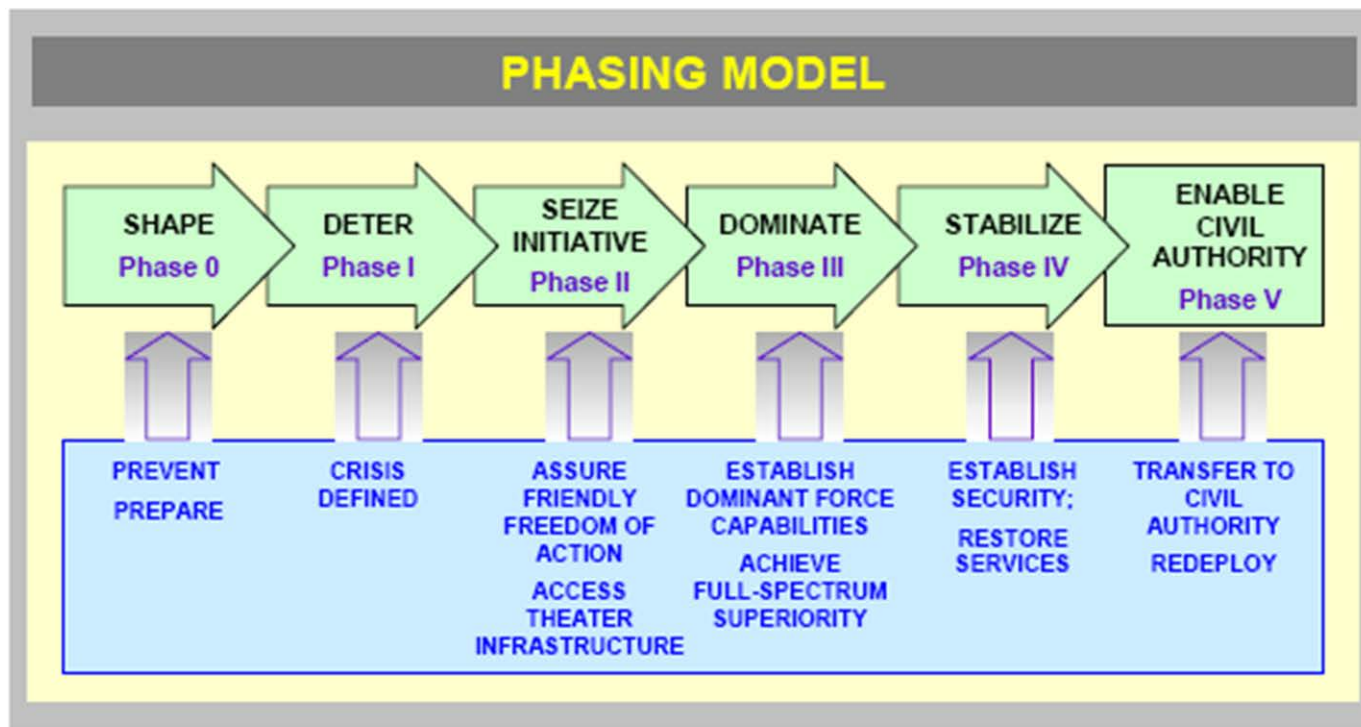 PHASING MODEL
SHAPE
Phase 0
DETER
Phase I
SEIZE
INITIATIVE
Phase II
DOMINATE
Phase III
STABILIZE
Phase IV
ENABLE
CIVIL
AUTHORITY
Phase V
PREVENT
PREPARE
CRISIS
DEFINED
ASSURE
FRIENDLY
FREEDOM OF
ACTION
ACCESS
THEATER
INFRASTRUCTURE
ESTABLISH
DOMINANT FORCE
CAPABILITIES
ACHIEVE
FULL-SPECTRUM
SUPERIORITY
ESTABLISH
SECURITY;
RESTORE
SERVICES
TRANSFER TO
CIVIL
AUTHORITY
REDEPLOY